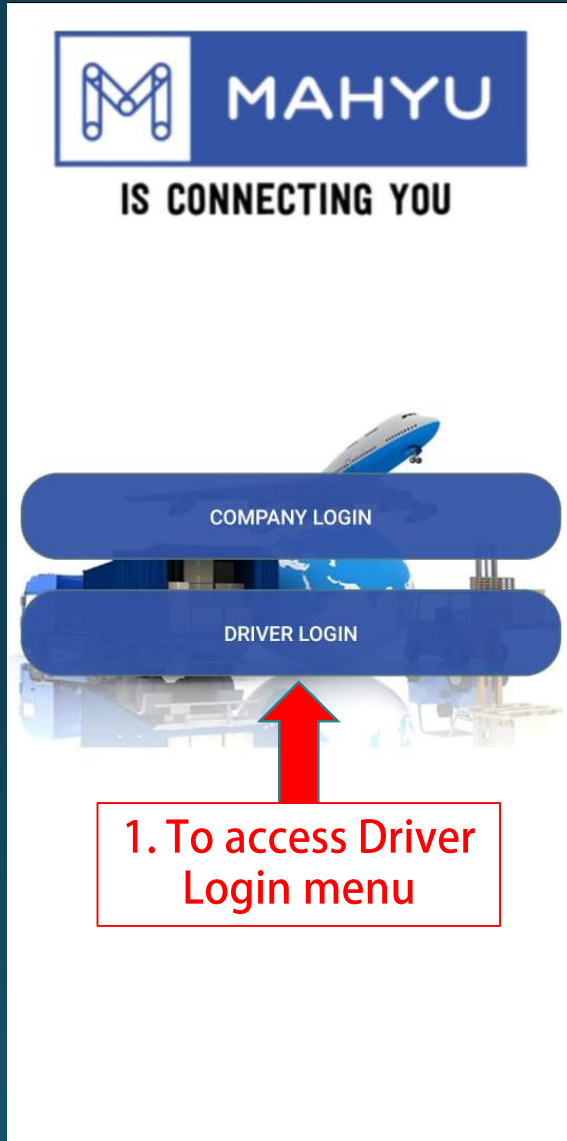 MAHYU
IS CONNECTING YOU
COMPANY LOGIN
DRIVER LOGIN
1. To access Driver
Login menu